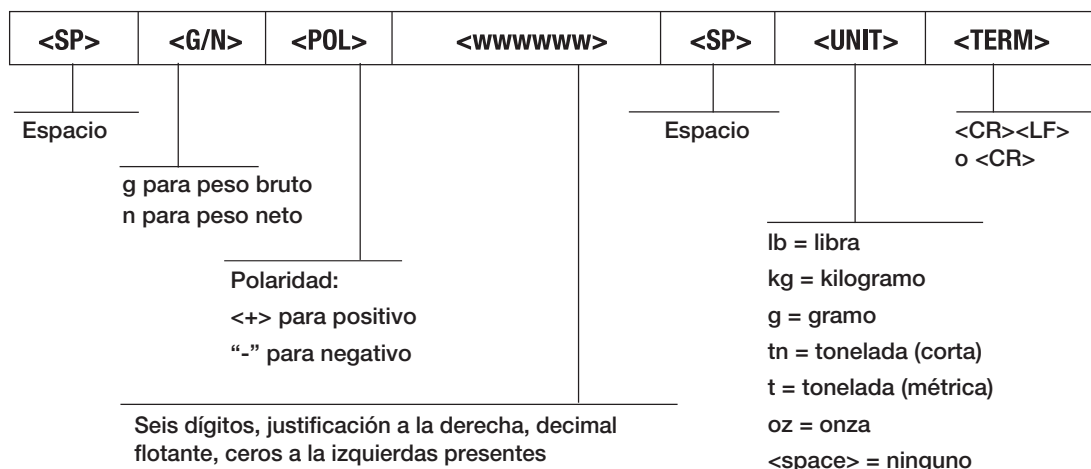 <SP> <G/N> <POL> <wwwwww> <SP> <UNIT> <TERM>
Espacio
g para peso bruto
n para peso neto
Polaridad:
<+> para positivo
“-” para negativo
Seis dígitos, justificación a la derecha, decimal
flotante, ceros a la izquierdas presentes
Espacio
lb = libra
kg = kilogramo
g = gramo
tn = tonelada (corta)
t = tonelada (métrica)
oz = onza
<space> = ninguno
<CR><LF>
o <CR>